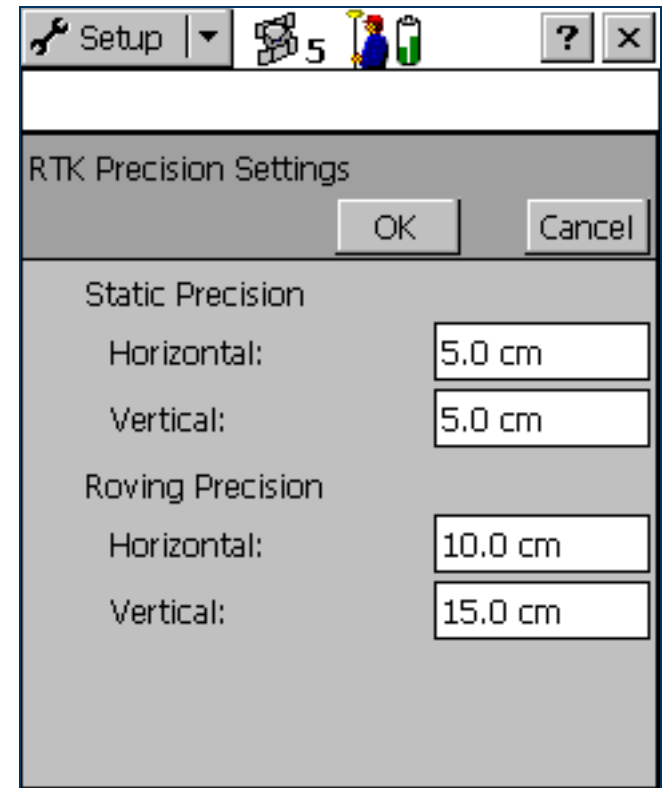 Setup 5 ? ×
RTK Precision Settings
OK Cancel
Static Precision
Horizontal: 5.0 cm
Vertical: 5.0 cm
Roving Precision
Horizontal: 10.0 cm
Vertical: 15.0 cm